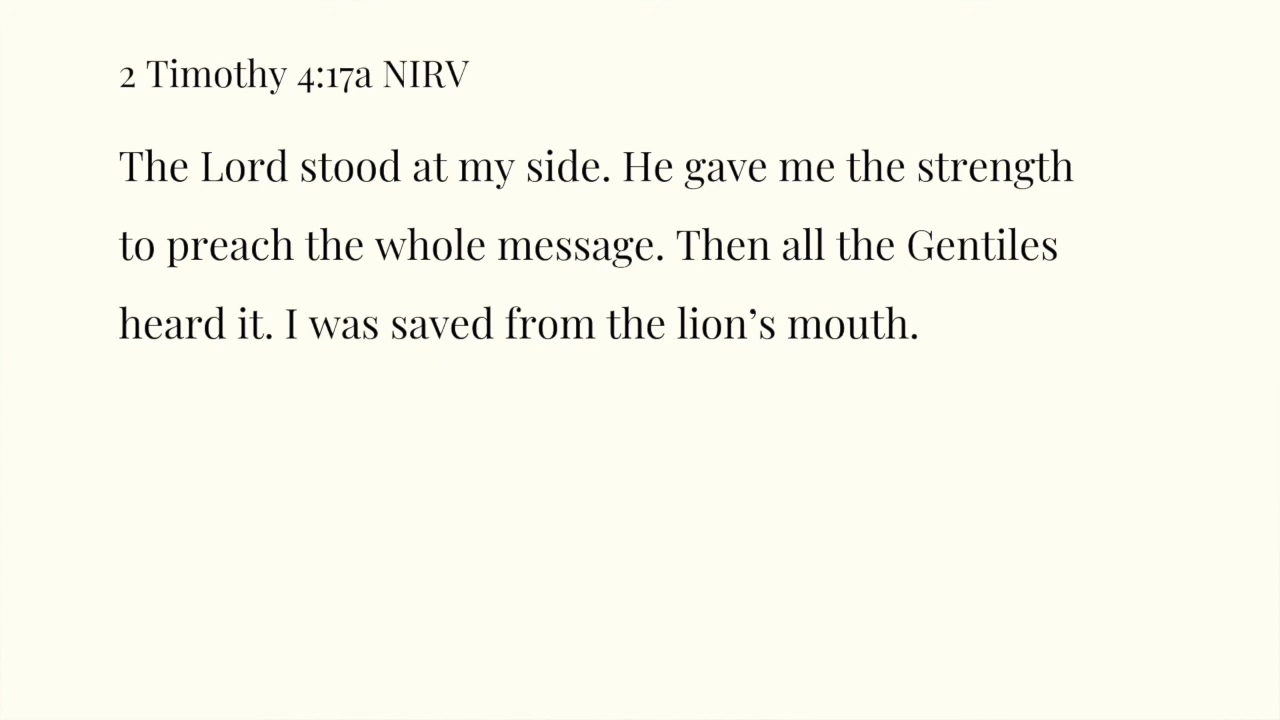 2 Timothy 4:17a NIRV
The Lord stood at my side. He gave me the strength
to preach the whole message. Then all the Gentiles
heard it. I was saved from the lion’s mouth.